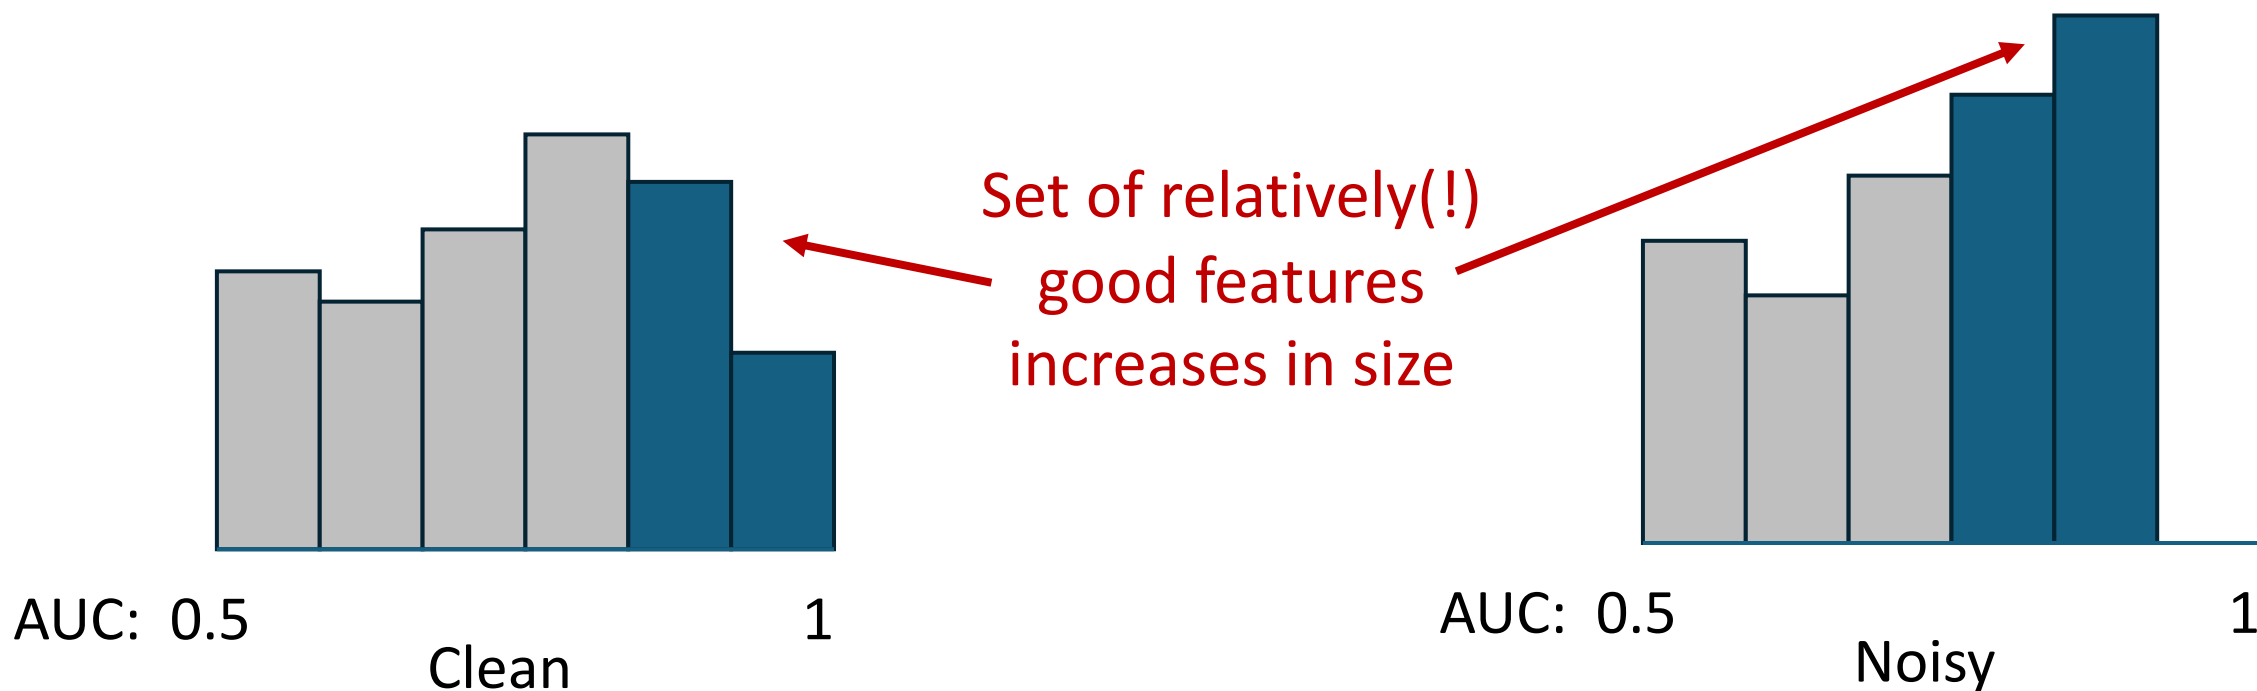 Set of relatively(!)
good features
increases in size
AUC: 0.5 1
Clean
AUC: 0.5 1
Noisy